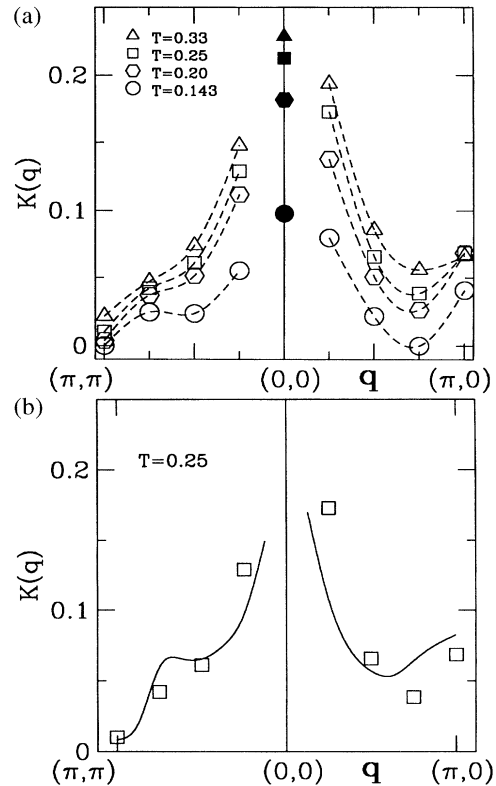 (a)
T=0.33
T=0.25
T=0.20
T=0.143
K(q)
0.2
0.1
0
(π,π) (0,0) q (π,0)
(b)
T=0.25
K(q)
0.2
0.1
0
(π,π) (0,0) q (π,0)